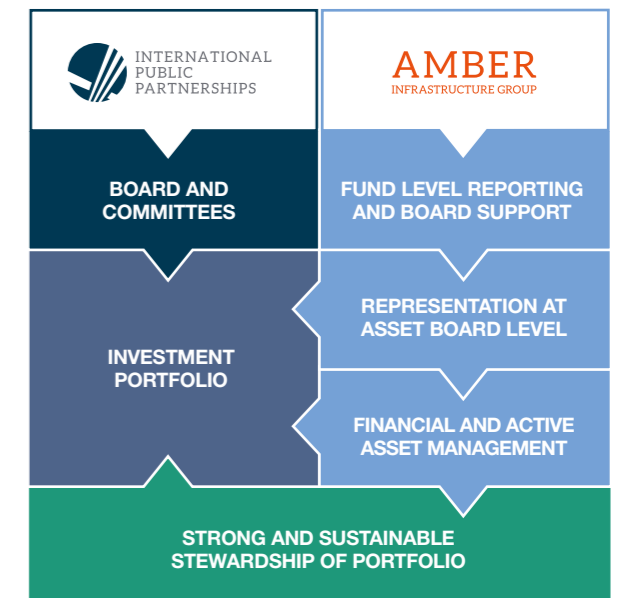 INTERNATIONAL
PUBLIC
PARTNERSHIPS
AMBER
INFRASTRUCTURE GROUP
BOARD AND
COMMITTEES
FUND LEVEL REPORTING
AND BOARD SUPPORT
INVESTMENT
PORTFOLIO
REPRESENTATION AT
ASSET BOARD LEVEL
FINANCIAL AND ACTIVE
ASSET MANAGEMENT
STRONG AND SUSTAINABLE
STEWARDSHIP OF PORTFOLIO